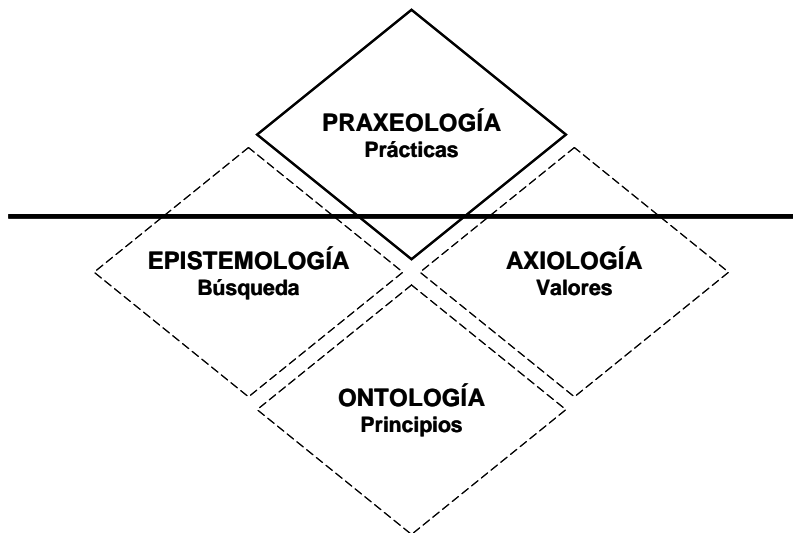 PRAXEOLOGÍA
Prácticas
EPISTEMOLOGÍA
Búsqueda
AXIOLOGÍA
Valores
ONTOLOGÍA
Principios